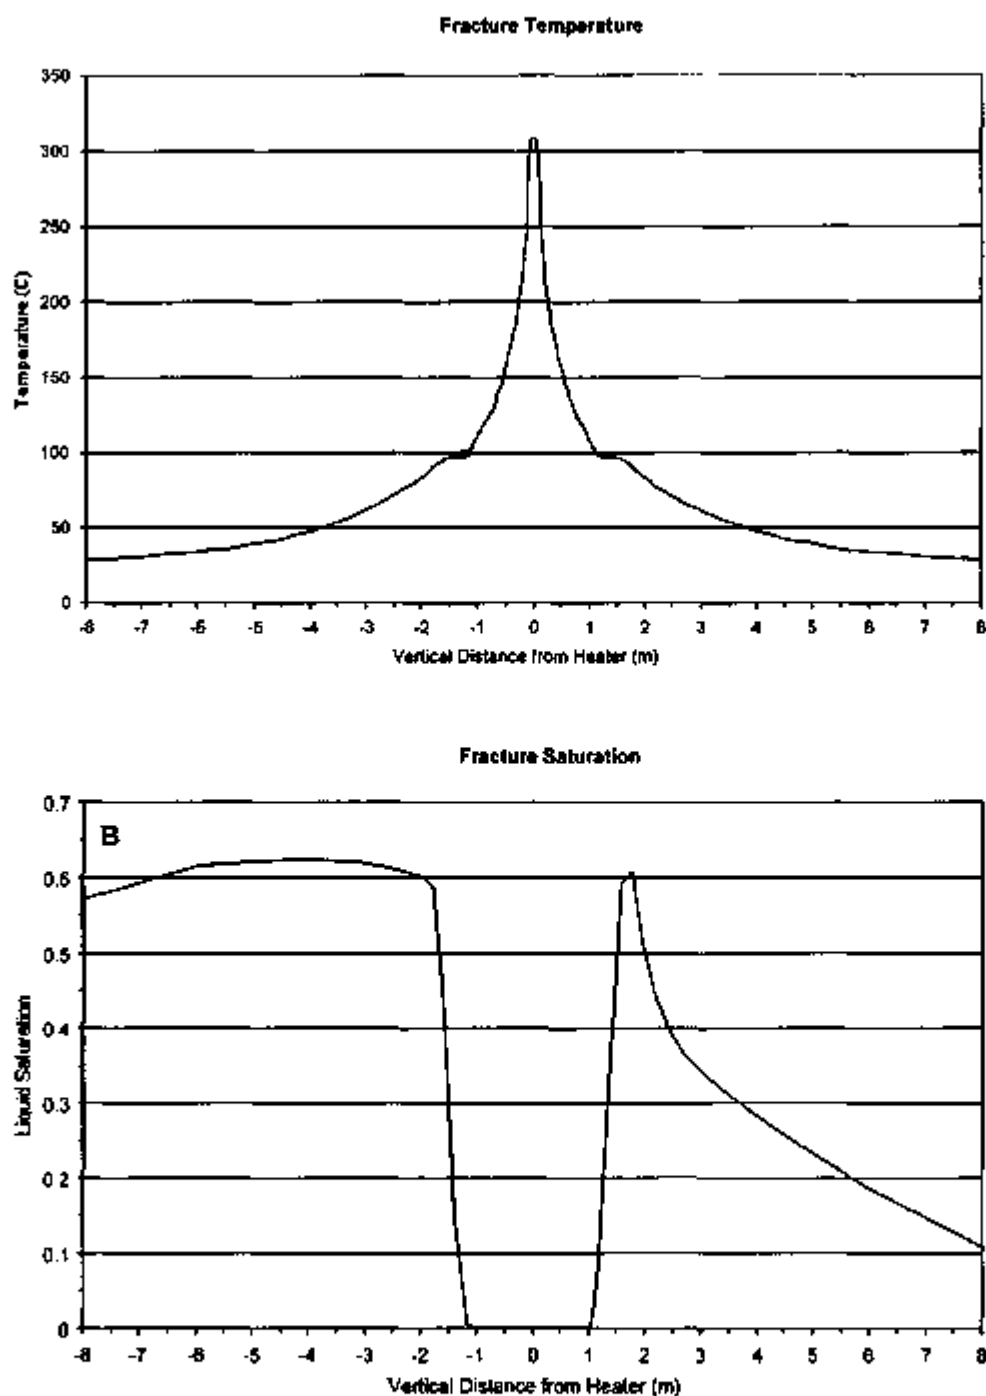 Fracture Temperature
350
300
250
200
150
100
50
0
Temperature (C)
-8 -7 -6 -5 -4 -3 -2 -1 0 1 2 3 4 5 6 7 8
Vertical Distance from Heater (m)
Fracture Saturation
B
0.7
0.6
0.5
0.4
0.3
0.2
0.1
0
Liquid Saturation
-8 -7 -6 -5 -4 -3 -2 -1 0 1 2 3 4 5 6 7 8
Vertical Distance from Heater (m)